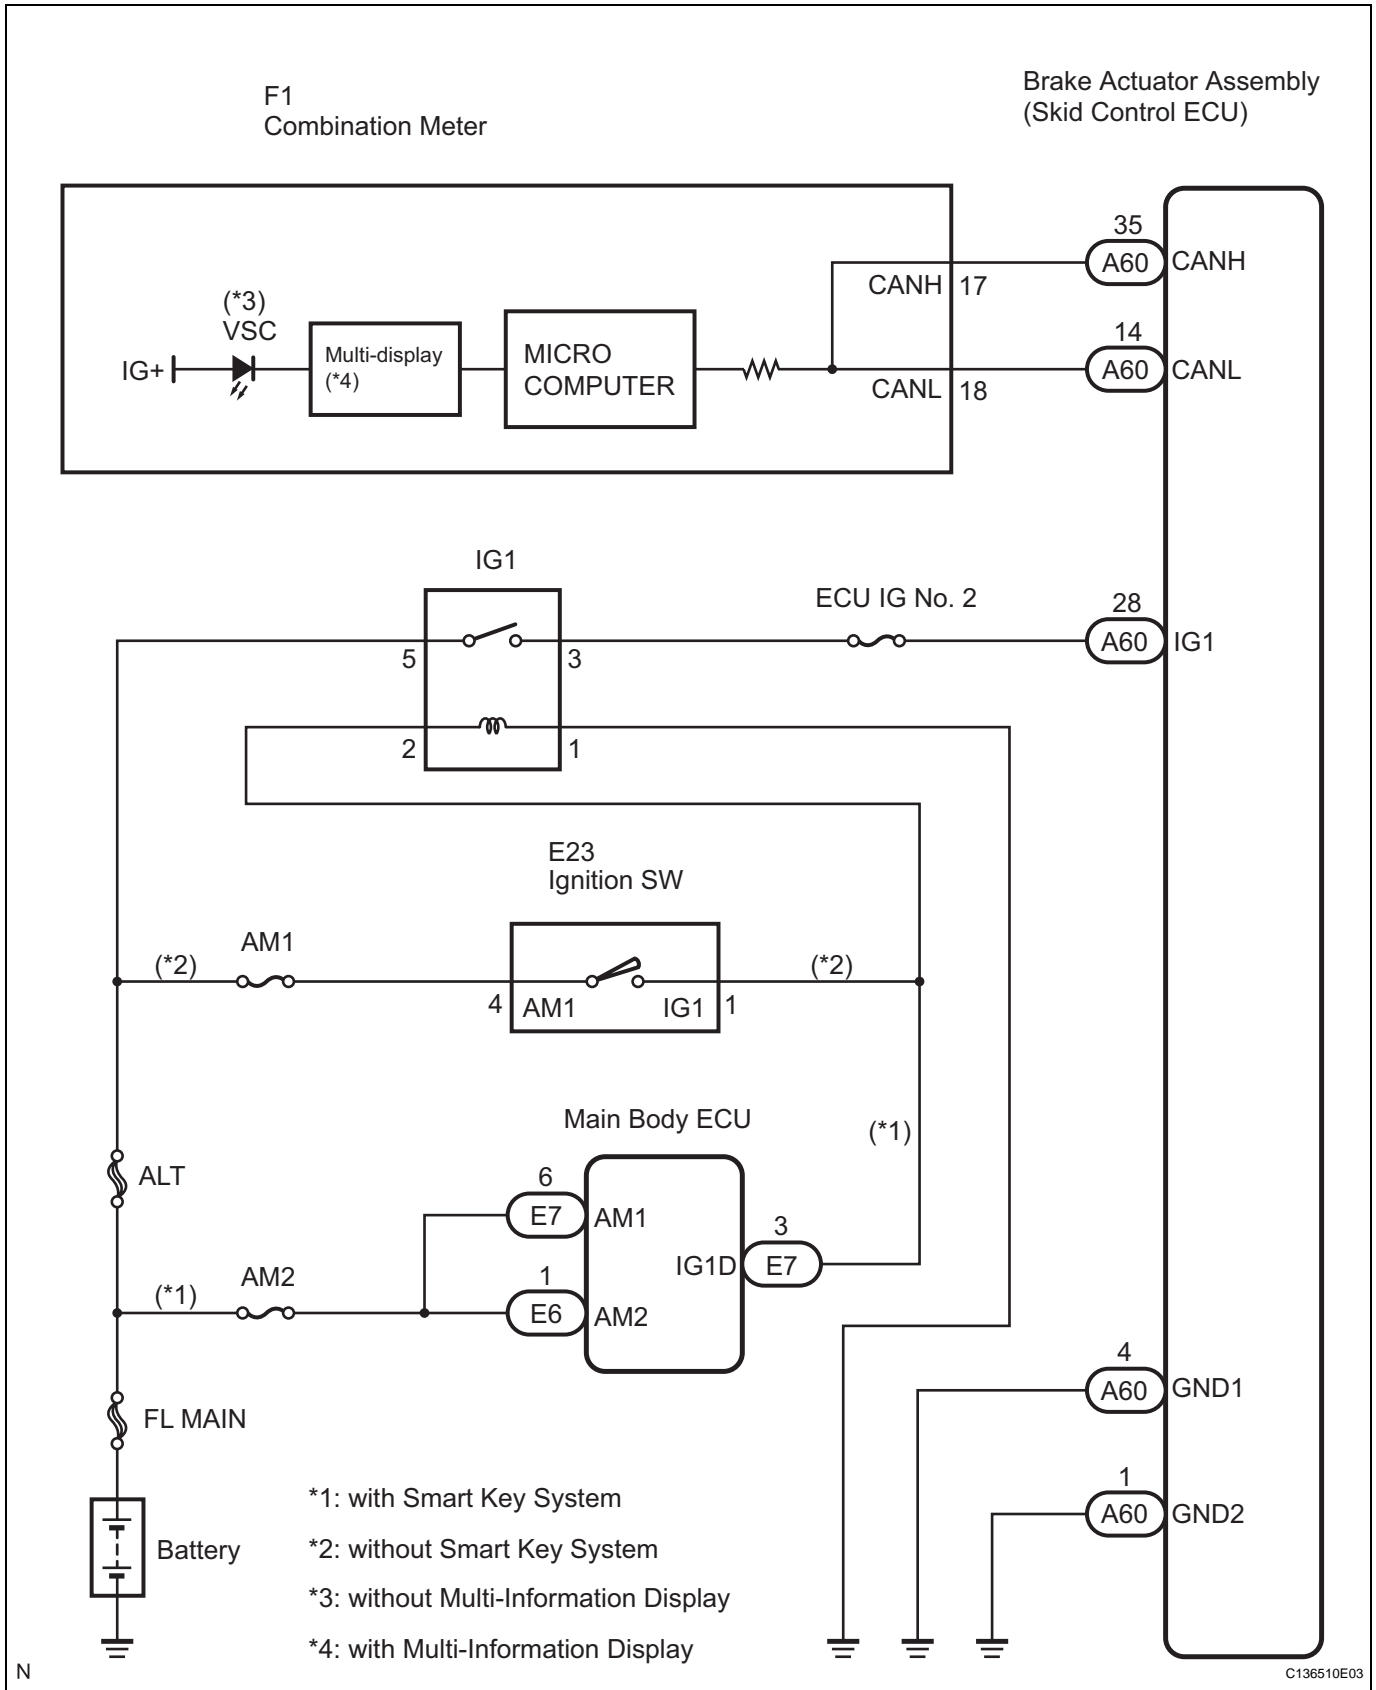 F1
Combination Meter
Brake Actuator Assembly
(Skid Control ECU)
35
A60
CANH
CANH
17
(*3)
VSC
IG+
Multi-display
(*4)
MICRO
COMPUTER
14
A60
CANL
CANL
18
IG1
ECU IG No. 2
28
A60
IG1
5
3
2
1
E23
Ignition SW
AM1
(*2)
(*2)
4
AM1
IG1
1
Main Body ECU
(*1)
ALT
6
E7
AM1
3
IG1D
E7
AM2
(*1)
1
E6
AM2
4
A60
GND1
FL MAIN
1
A60
GND2
*1: with Smart Key System
Battery
*2: without Smart Key System
*3: without Multi-Information Display
*4: with Multi-Information Display
N
C136510E03